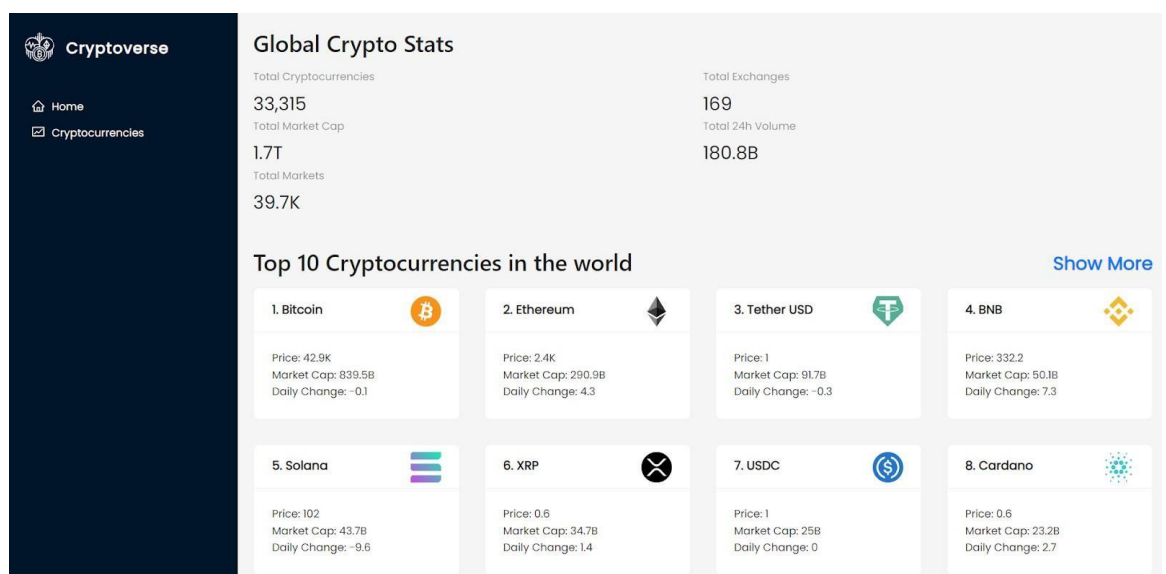 Cryptoverse
Home
Cryptocurrencies
Global Crypto Stats
Total Cryptocurrencies
33,315
Total Exchanges
169
Total Market Cap
1.7T
Total 24h Volume
180.8B
Total Markets
39.7K
Top 10 Cryptocurrencies in the world
Show More
1. Bitcoin
Price: 42.9K
Market Cap: 839.5B
Daily Change: -0.1
2. Ethereum
Price: 2.4K
Market Cap: 290.9B
Daily Change: 4.3
3. Tether USD
Price: 1
Market Cap: 91.7B
Daily Change: -0.3
4. BNB
Price: 332.2
Market Cap: 50.1B
Daily Change: 7.3
5. Solana
Price: 102
Market Cap: 43.7B
Daily Change: -9.6
6. XRP
Price: 0.6
Market Cap: 34.7B
Daily Change: 1.4
7. USDC
Price: 1
Market Cap: 25B
Daily Change: 0
8. Cardano
Price: 0.6
Market Cap: 23.2B
Daily Change: 2.7